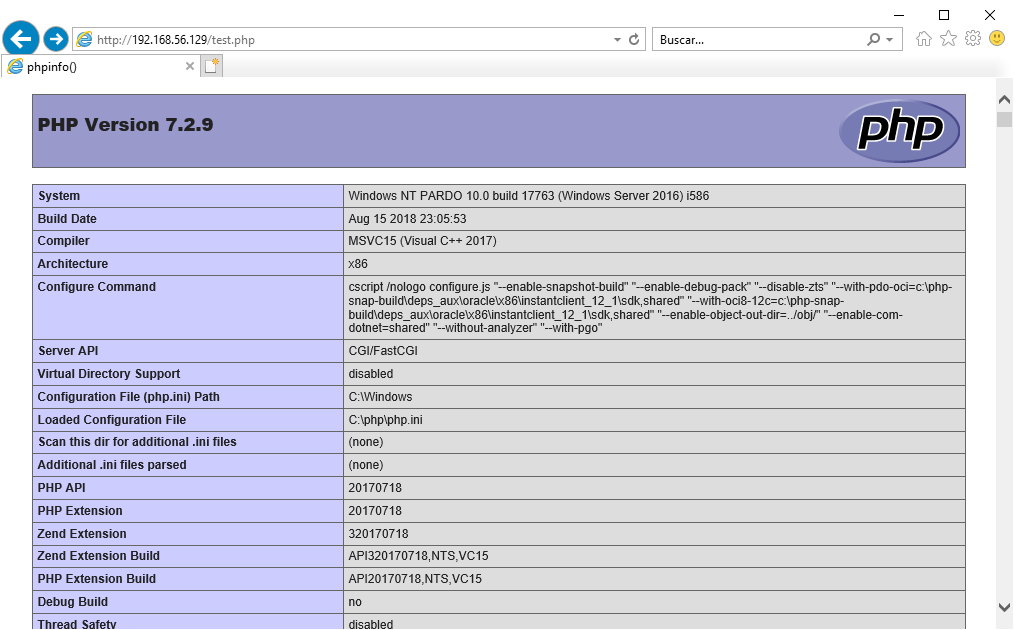 http://192.168.56.129/test.php
Buscar...
phpinfo()
PHP Version 7.2.9
php
System Windows NT PARDO 10.0 build 17763 (Windows Server 2016) i586
Build Date Aug 15 2018 23:05:53
Compiler MSVC15 (Visual C++ 2017)
Architecture x86
Configure Command cscript /nologo configure.js "--enable-snapshot-build" "--enable-debug-pack" "--disable-zts" "--with-pdo-oci=c:\php-
snap-build\deps_aux\oracle\x86\instantclient_12_1\sdk,shared" "--with-oci8-12c=c:\php-snap-
build\deps_aux\oracle\x86\instantclient_12_1\sdk,shared" "--enable-object-out-dir=../obj/" "--enable-com-
dotnet=shared" "--without-analyzer" "--with-pgo"
Server API CGI/FastCGI
Virtual Directory Support disabled
Configuration File (php.ini) Path C:\Windows
Loaded Configuration File C:\php\php.ini
Scan this dir for additional .ini files (none)
Additional .ini files parsed (none)
PHP API 20170718
PHP Extension 20170718
Zend Extension 320170718
Zend Extension Build API320170718,NTS,VC15
PHP Extension Build API20170718,NTS,VC15
Debug Build no
Thread Safety disabled